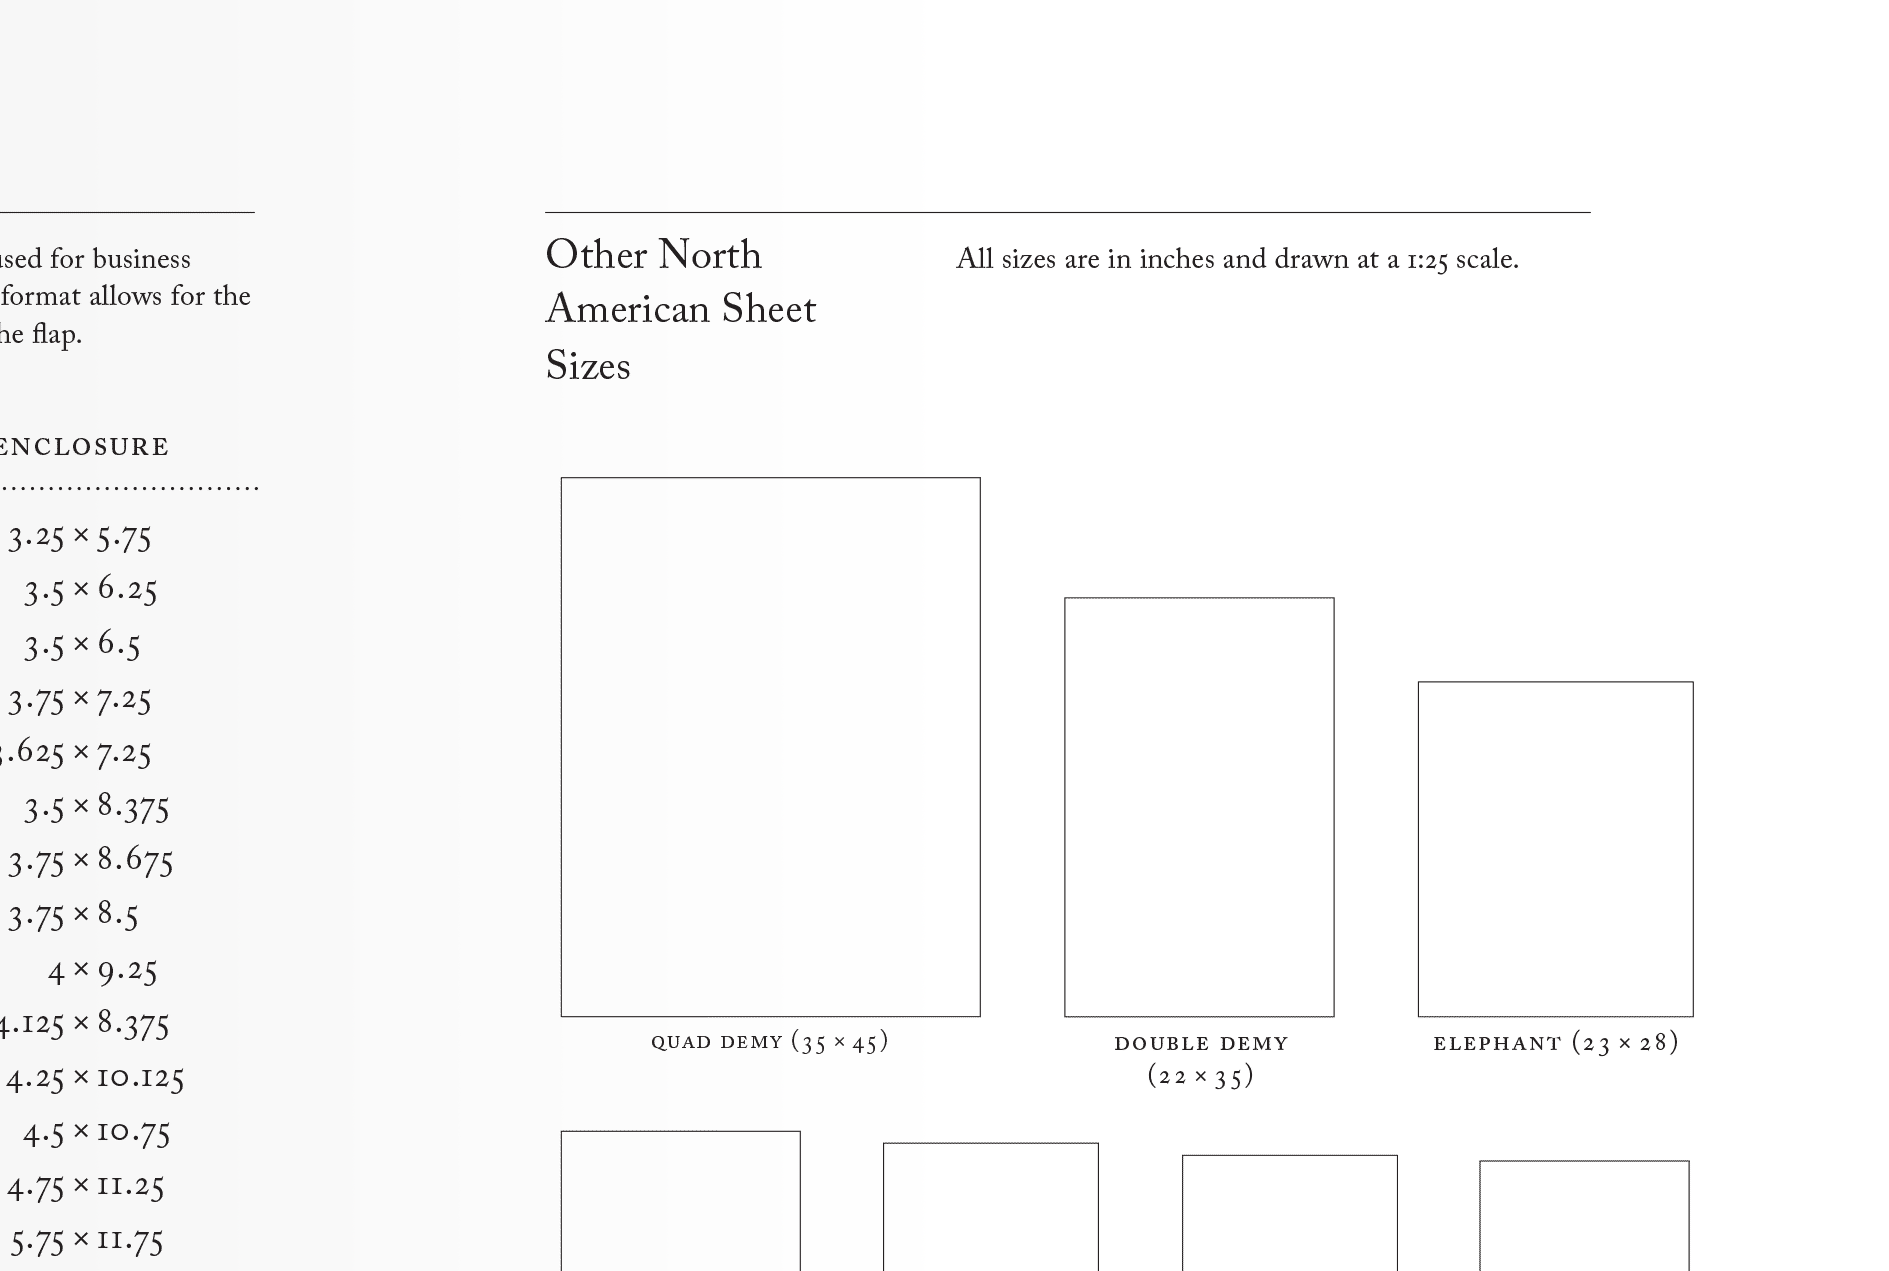 used for business
format allows for the
the flap.
ENCLOSURE
3.25 × 5.75
3.5 × 6.25
3.5 × 6.5
3.75 × 7.25
3.625 × 7.25
3.5 × 8.375
3.75 × 8.675
3.75 × 8.5
4 × 9.25
4.125 × 8.375
4.25 × 10.125
4.5 × 10.75
4.75 × 11.25
5.75 × 11.75
Other North
American Sheet
Sizes
All sizes are in inches and drawn at a 1:25 scale.
QUAD DEMY (35 × 45)
DOUBLE DEMY
(22 × 35)
ELEPHANT (23 × 28)